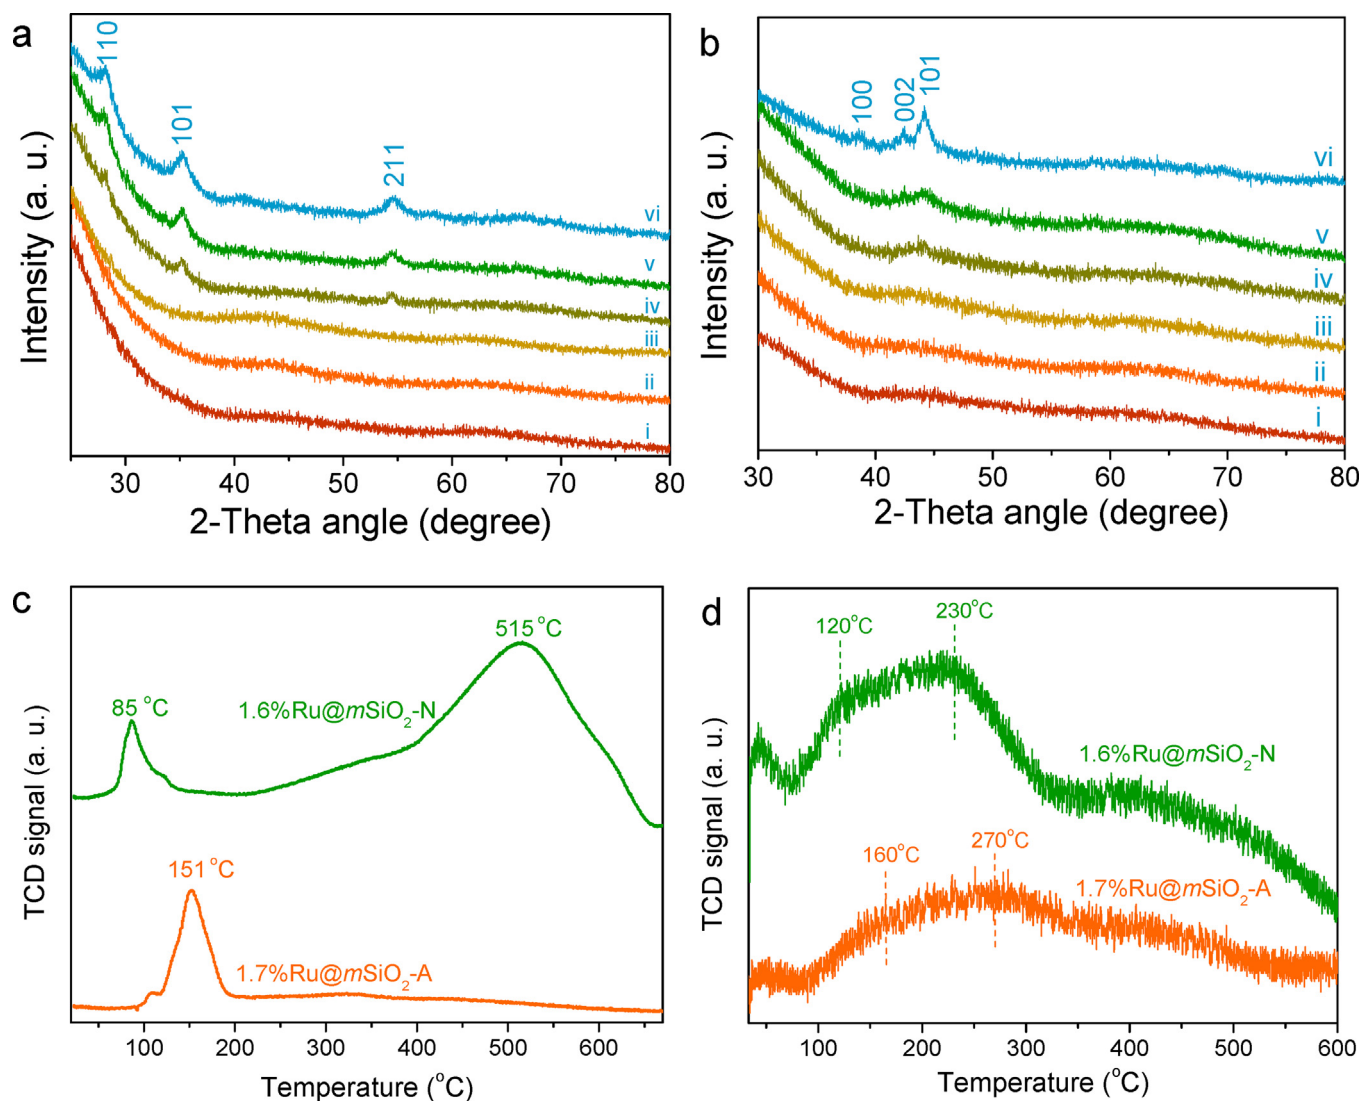 a
110
101
211
vi
v
iv
iii
ii
i
Intensity (a. u.)
30 40 50 60 70 80
2-Theta angle (degree)
b
100
002
101
vi
v
iv
iii
ii
i
Intensity (a. u.)
30 40 50 60 70 80
2-Theta angle (degree)
c
515 °C
85 °C
1.6%Ru@mSiO₂-N
151 °C
1.7%Ru@mSiO₂-A
TCD signal (a. u.)
100 200 300 400 500 600
Temperature (°C)
d
230°C
120°C
1.6%Ru@mSiO₂-N
270°C
160°C
1.7%Ru@mSiO₂-A
TCD signal (a. u.)
100 200 300 400 500 600
Temperature (°C)